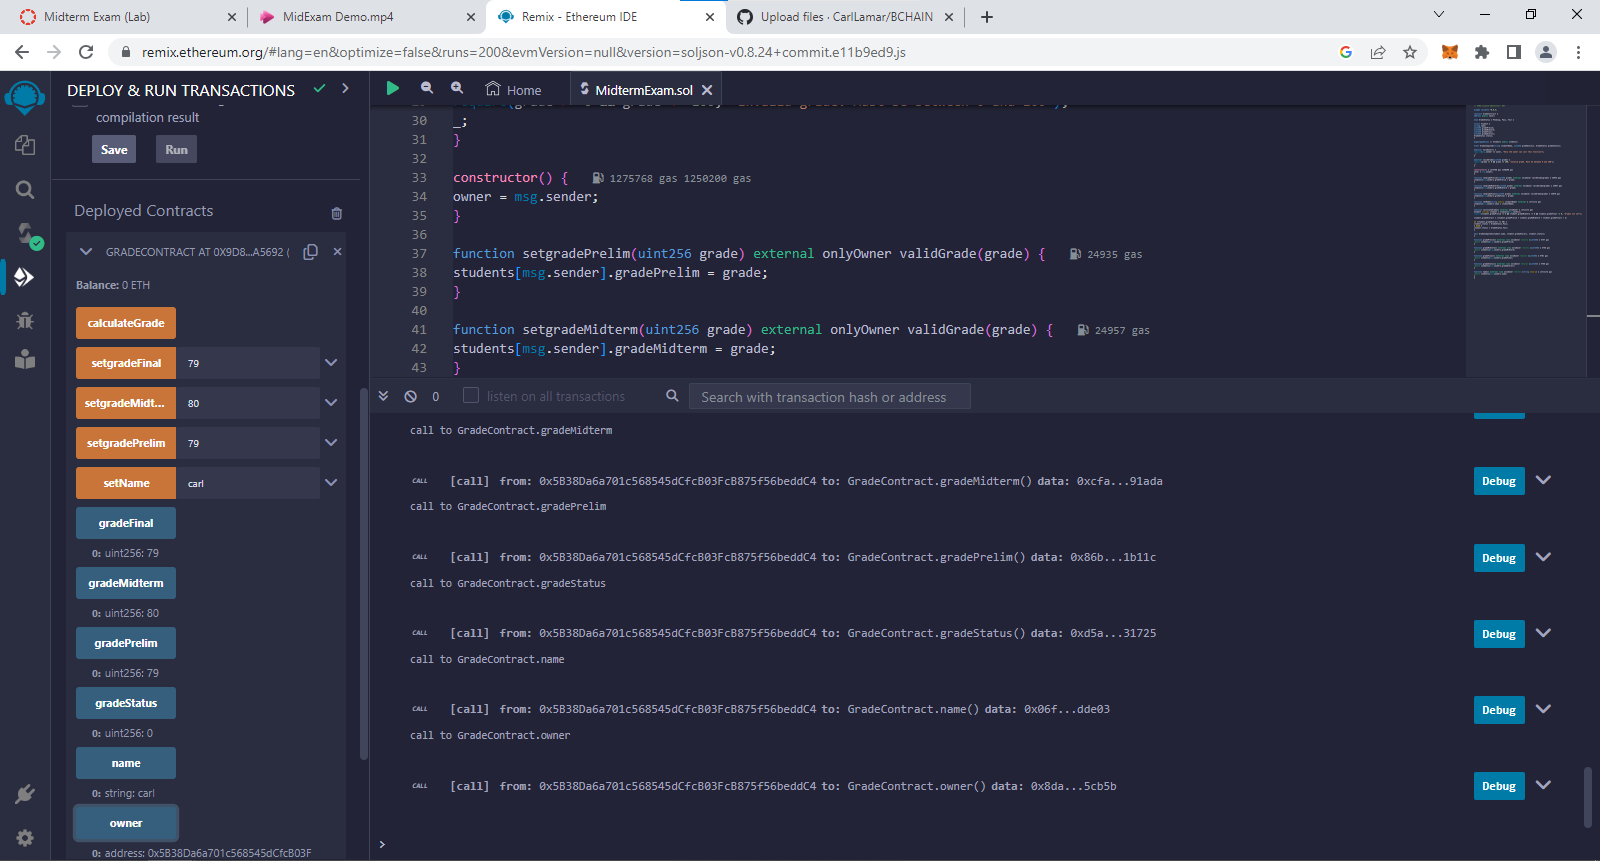 Midterm Exam (Lab)
MidExam Demo.mp4
Remix - Ethereum IDE
Upload files · CarlLamar/BCHAIN
remix.ethereum.org/#lang=en&optimize=false&runs=200&evmVersion=null&version=soljson-v0.8.24+commit.e11b9ed9.js
DEPLOY & RUN TRANSACTIONS
compilation result
Save
Run
Deployed Contracts
GRADECONTRACT AT 0X9D8...A5692 (
Balance: 0 ETH
calculateGrade
setgradeFinal 79
setgradeMidt... 80
setgradePrelim 79
setName carl
gradeFinal
0: uint256: 79
gradeMidterm
0: uint256: 80
gradePrelim
0: uint256: 79
gradeStatus
0: uint256: 0
name
0: string: carl
owner
0: address: 0x5B38Da6a701c568545dCfcB03F
Home
MidtermExam.sol
30 _;
31 }
32
33 constructor() { 1275768 gas 1250200 gas
34 owner = msg.sender;
35 }
36
37 function setgradePrelim(uint256 grade) external onlyOwner validGrade(grade) { 24935 gas
38 students[msg.sender].gradePrelim = grade;
39 }
40
41 function setgradeMidterm(uint256 grade) external onlyOwner validGrade(grade) { 24957 gas
42 students[msg.sender].gradeMidterm = grade;
43 }
0 listen on all transactions Search with transaction hash or address
call to GradeContract.gradeMidterm
CALL [call] from: 0x5B38Da6a701c568545dCfcB03FcB875f56beddC4 to: GradeContract.gradeMidterm() data: 0xcfa...91ada Debug
call to GradeContract.gradePrelim
CALL [call] from: 0x5B38Da6a701c568545dCfcB03FcB875f56beddC4 to: GradeContract.gradePrelim() data: 0x86b...1b11c Debug
call to GradeContract.gradeStatus
CALL [call] from: 0x5B38Da6a701c568545dCfcB03FcB875f56beddC4 to: GradeContract.gradeStatus() data: 0xd5a...31725 Debug
call to GradeContract.name
CALL [call] from: 0x5B38Da6a701c568545dCfcB03FcB875f56beddC4 to: GradeContract.name() data: 0x06f...dde03 Debug
call to GradeContract.owner
CALL [call] from: 0x5B38Da6a701c568545dCfcB03FcB875f56beddC4 to: GradeContract.owner() data: 0x8da...5cb5b Debug
>